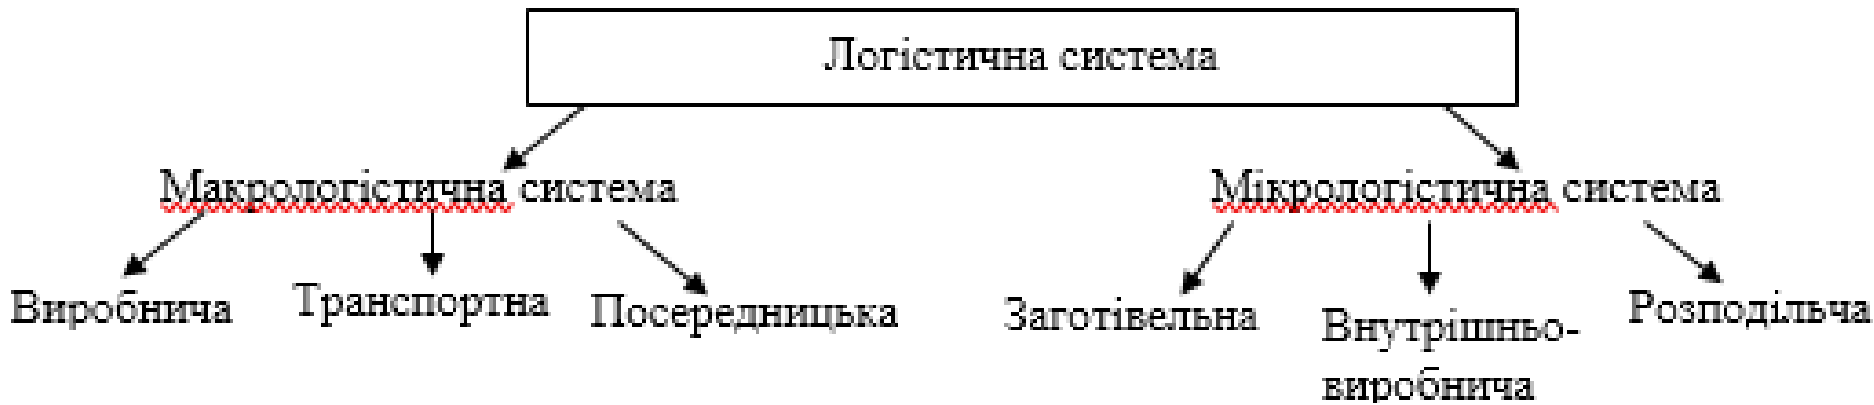 Логістична система
Макрологістична система
Мікрологістична система
Виробнича
Транспортна
Посередницька
Заготівельна
Внутрішньо-
виробнича
Розподільча